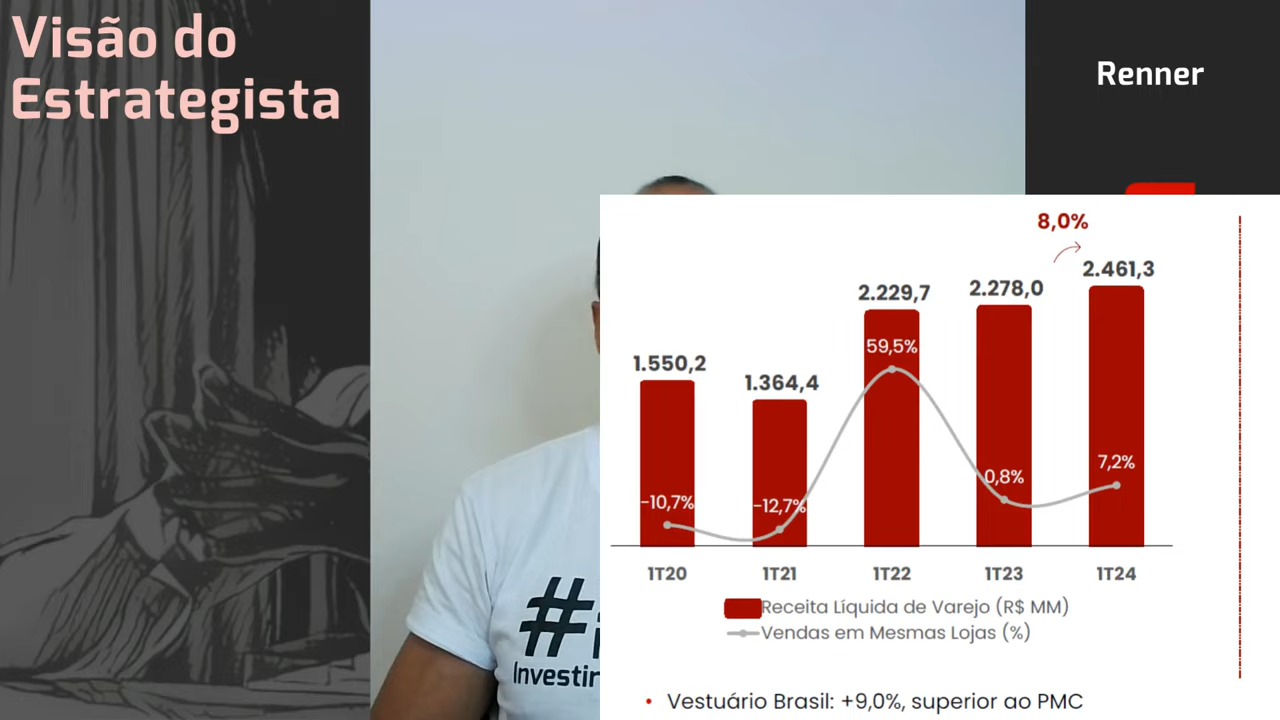 Visão do
Estrategista
Renner
8,0%
2.461,3
2.278,0
2.229,7
59,5%
1.550,2
1.364,4
7,2%
0,8%
-10,7%
-12,7%
1T20
1T21
1T22
1T23
1T24
Receita Líquida de Varejo (R$ MM)
Vendas em Mesmas Lojas (%)
#i
Investir
• Vestuário Brasil: +9,0%, superior ao PMC